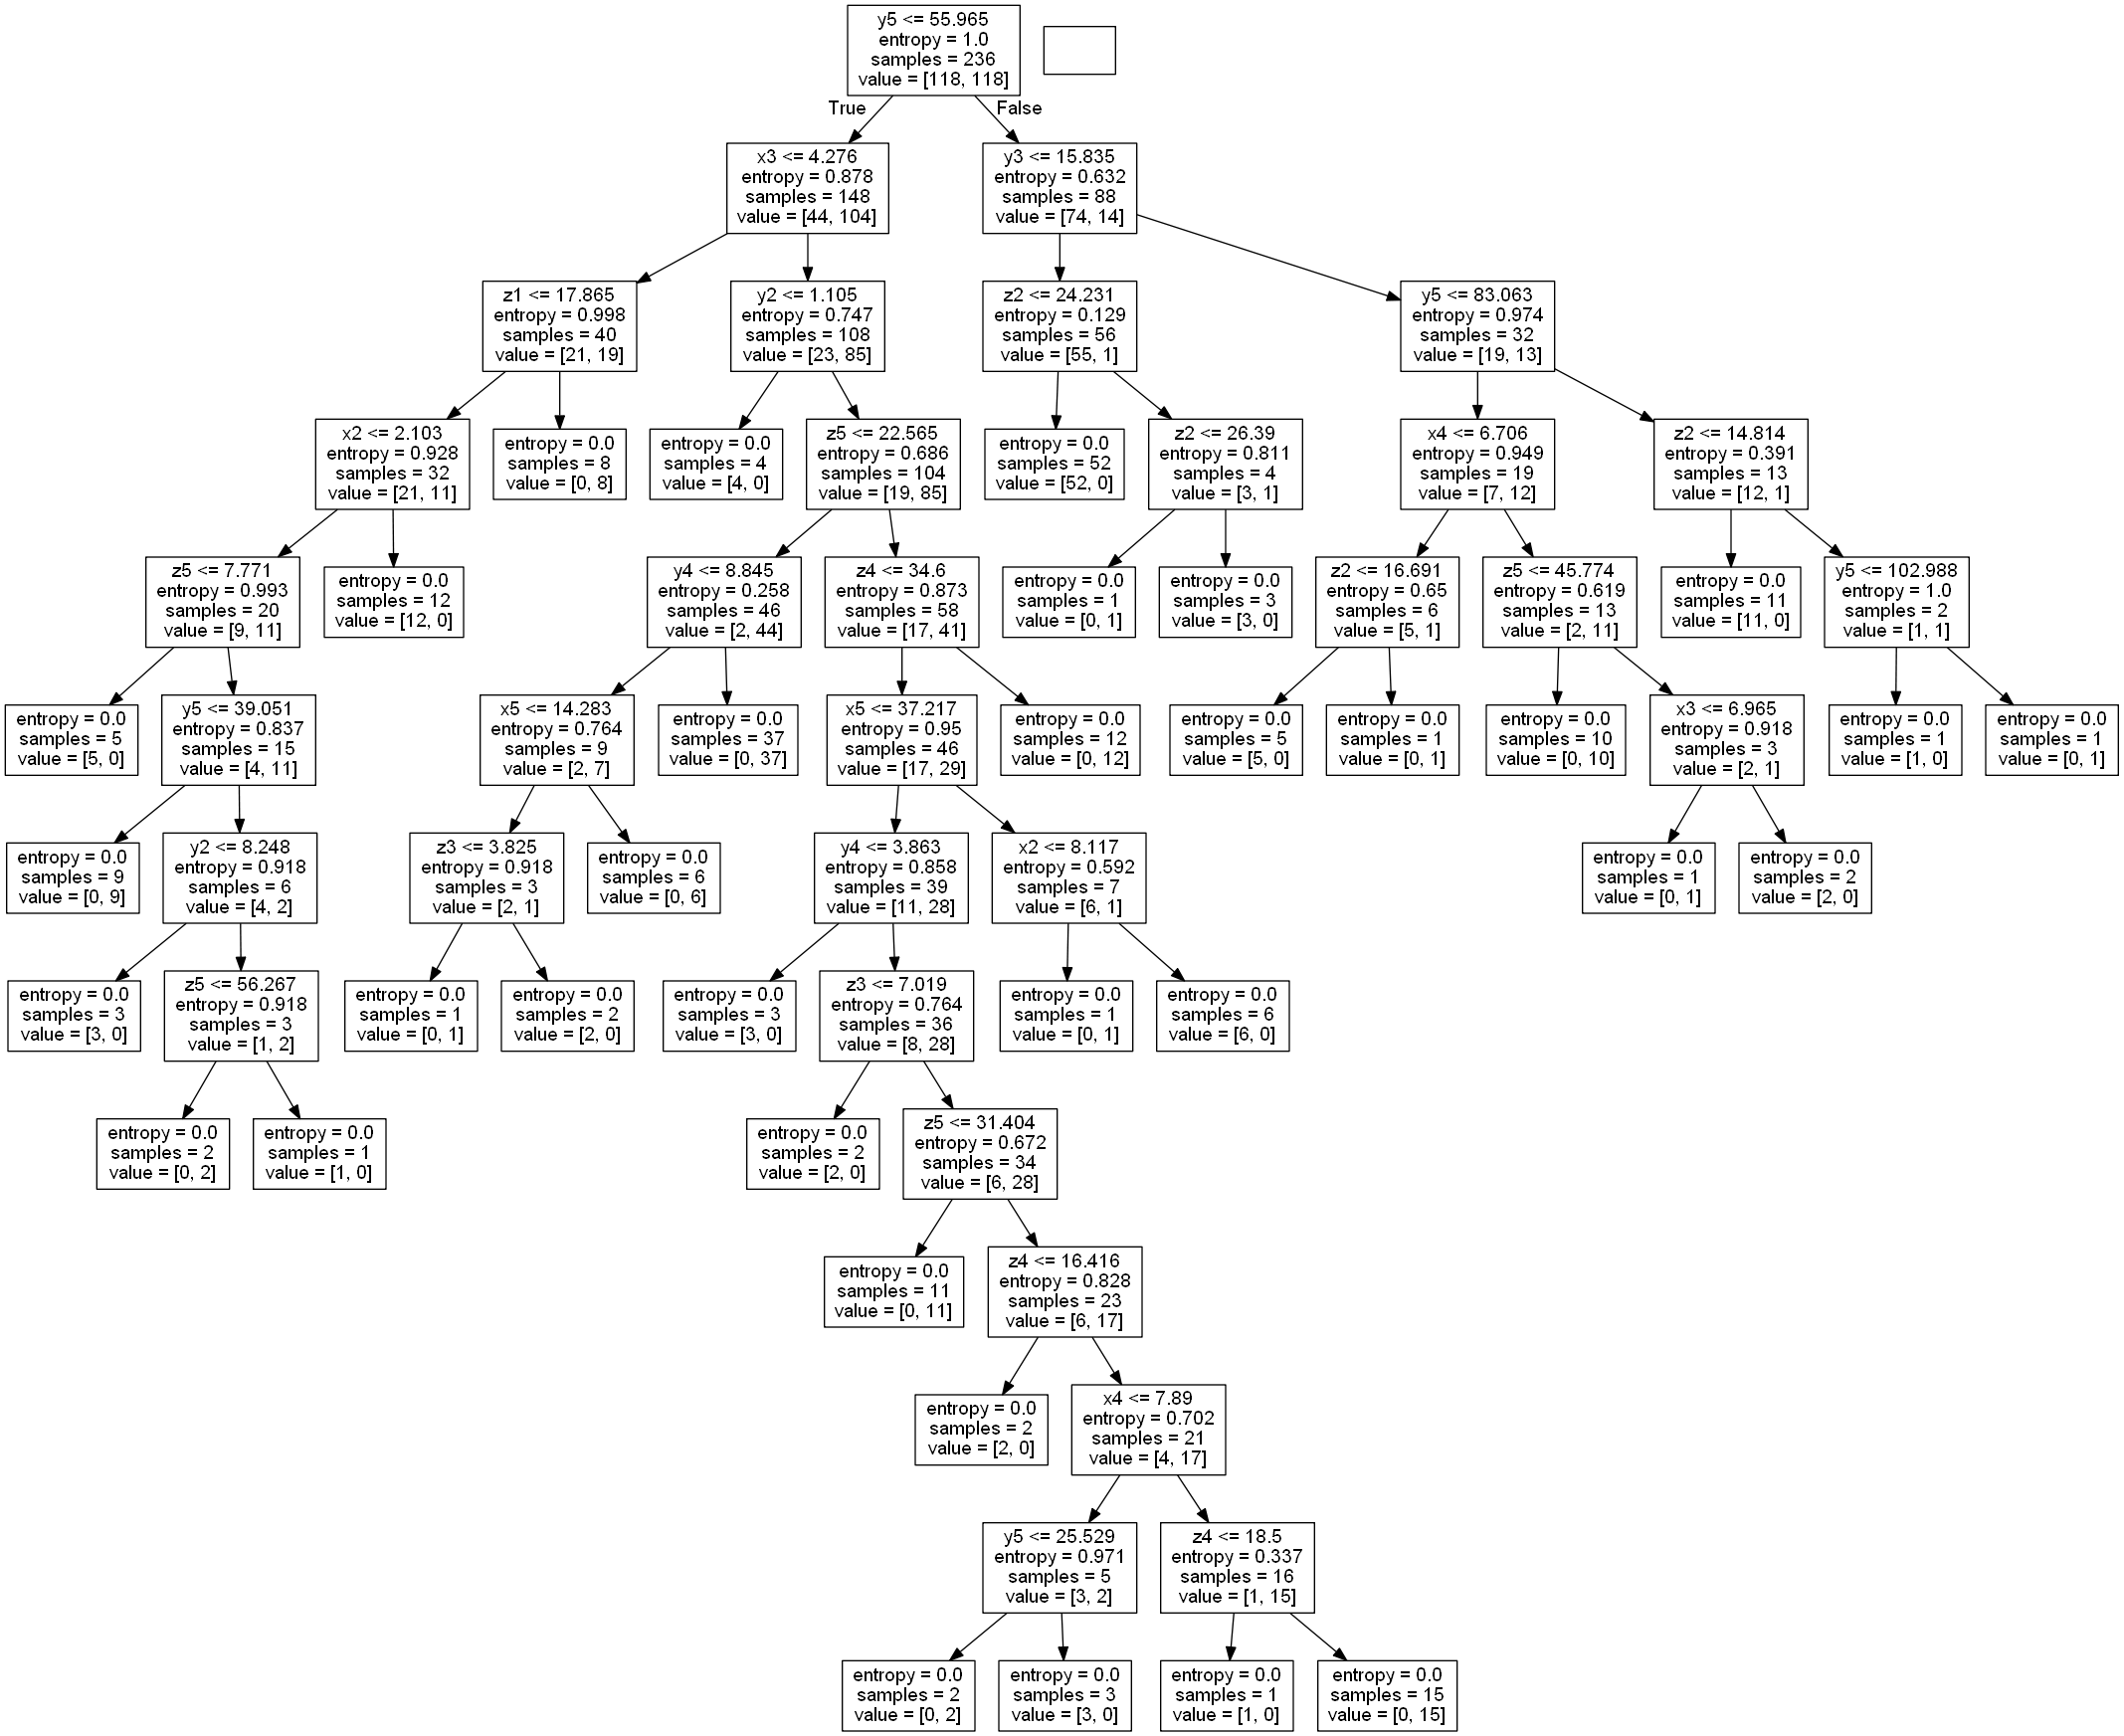 y5 <= 55.965
entropy = 1.0
samples = 236
value = [118, 118]
True
False
x3 <= 4.276
entropy = 0.878
samples = 148
value = [44, 104]
y3 <= 15.835
entropy = 0.632
samples = 88
value = [74, 14]
z1 <= 17.865
entropy = 0.998
samples = 40
value = [21, 19]
y2 <= 1.105
entropy = 0.747
samples = 108
value = [23, 85]
z2 <= 24.231
entropy = 0.129
samples = 56
value = [55, 1]
y5 <= 83.063
entropy = 0.974
samples = 32
value = [19, 13]
x2 <= 2.103
entropy = 0.928
samples = 32
value = [21, 11]
entropy = 0.0
samples = 8
value = [0, 8]
entropy = 0.0
samples = 4
value = [4, 0]
z5 <= 22.565
entropy = 0.686
samples = 104
value = [19, 85]
entropy = 0.0
samples = 52
value = [52, 0]
z2 <= 26.39
entropy = 0.811
samples = 4
value = [3, 1]
x4 <= 6.706
entropy = 0.949
samples = 19
value = [7, 12]
z2 <= 14.814
entropy = 0.391
samples = 13
value = [12, 1]
z5 <= 7.771
entropy = 0.993
samples = 20
value = [9, 11]
entropy = 0.0
samples = 12
value = [12, 0]
y4 <= 8.845
entropy = 0.258
samples = 46
value = [2, 44]
z4 <= 34.6
entropy = 0.873
samples = 58
value = [17, 41]
entropy = 0.0
samples = 1
value = [0, 1]
entropy = 0.0
samples = 3
value = [3, 0]
z2 <= 16.691
entropy = 0.65
samples = 6
value = [5, 1]
z5 <= 45.774
entropy = 0.619
samples = 13
value = [2, 11]
entropy = 0.0
samples = 11
value = [11, 0]
y5 <= 102.988
entropy = 1.0
samples = 2
value = [1, 1]
entropy = 0.0
samples = 5
value = [5, 0]
y5 <= 39.051
entropy = 0.837
samples = 15
value = [4, 11]
x5 <= 14.283
entropy = 0.764
samples = 9
value = [2, 7]
entropy = 0.0
samples = 37
value = [0, 37]
x5 <= 37.217
entropy = 0.95
samples = 46
value = [17, 29]
entropy = 0.0
samples = 12
value = [0, 12]
entropy = 0.0
samples = 5
value = [5, 0]
entropy = 0.0
samples = 1
value = [0, 1]
entropy = 0.0
samples = 10
value = [0, 10]
x3 <= 6.965
entropy = 0.918
samples = 3
value = [2, 1]
entropy = 0.0
samples = 1
value = [1, 0]
entropy = 0.0
samples = 1
value = [0, 1]
entropy = 0.0
samples = 9
value = [0, 9]
y2 <= 8.248
entropy = 0.918
samples = 6
value = [4, 2]
z3 <= 3.825
entropy = 0.918
samples = 3
value = [2, 1]
entropy = 0.0
samples = 6
value = [0, 6]
y4 <= 3.863
entropy = 0.858
samples = 39
value = [11, 28]
x2 <= 8.117
entropy = 0.592
samples = 7
value = [6, 1]
entropy = 0.0
samples = 1
value = [0, 1]
entropy = 0.0
samples = 2
value = [2, 0]
entropy = 0.0
samples = 3
value = [3, 0]
z5 <= 56.267
entropy = 0.918
samples = 3
value = [1, 2]
entropy = 0.0
samples = 1
value = [0, 1]
entropy = 0.0
samples = 2
value = [2, 0]
entropy = 0.0
samples = 3
value = [3, 0]
z3 <= 7.019
entropy = 0.764
samples = 36
value = [8, 28]
entropy = 0.0
samples = 1
value = [0, 1]
entropy = 0.0
samples = 6
value = [6, 0]
entropy = 0.0
samples = 2
value = [0, 2]
entropy = 0.0
samples = 1
value = [1, 0]
entropy = 0.0
samples = 2
value = [2, 0]
z5 <= 31.404
entropy = 0.672
samples = 34
value = [6, 28]
entropy = 0.0
samples = 11
value = [0, 11]
z4 <= 16.416
entropy = 0.828
samples = 23
value = [6, 17]
entropy = 0.0
samples = 2
value = [2, 0]
x4 <= 7.89
entropy = 0.702
samples = 21
value = [4, 17]
y5 <= 25.529
entropy = 0.971
samples = 5
value = [3, 2]
z4 <= 18.5
entropy = 0.337
samples = 16
value = [1, 15]
entropy = 0.0
samples = 2
value = [0, 2]
entropy = 0.0
samples = 3
value = [3, 0]
entropy = 0.0
samples = 1
value = [1, 0]
entropy = 0.0
samples = 15
value = [0, 15]